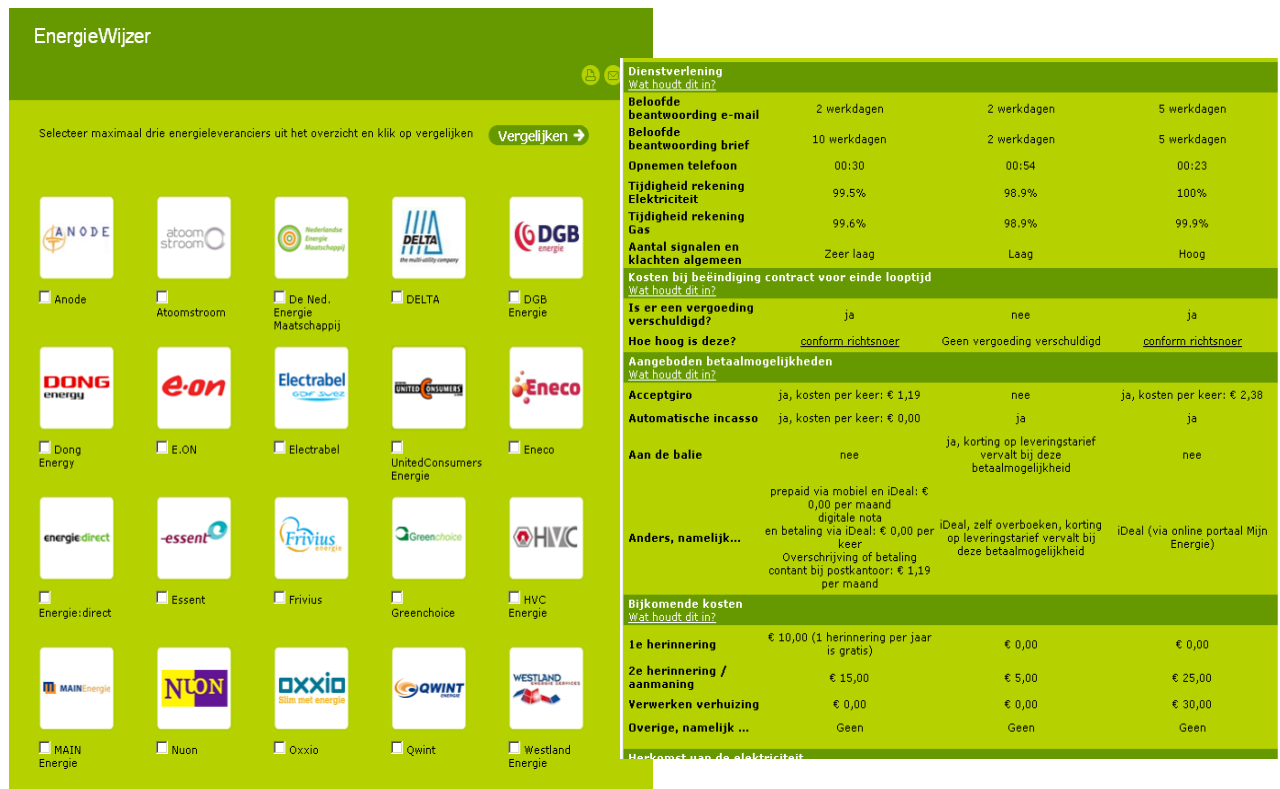 EnergieWijzer
Selecteer maximaal drie energieleveranciers uit het overzicht en klik op vergelijken
Vergelijken
ANODE
atoom
stroom
Nederlandse
Energie
Maatschappij
DELTA
the multi-utility company
DGB
energie
Anode
Atoomstroom
De Ned.
Energie
Maatschappij
DELTA
DGB
Energie
DONG
energy
e·on
Electrabel
GDF SUEZ
UNITED CONSUMERS
Eneco
Dong
Energy
E.ON
Electrabel
UnitedConsumers
Energie
Eneco
energie:direct
essent
Frivius
energie
Greenchoice
HVC
Energie:direct
Essent
Frivius
Greenchoice
HVC
Energie
MAINEnergie
NUON
oxxio
Slim met energie
QWINT
ENERGIE
WESTLAND
ENERGIE SERVICES
MAIN
Energie
Nuon
Oxxio
Qwint
Westland
Energie
Dienstverlening
Wat houdt dit in?
Beloofde
beantwoording e-mail 2 werkdagen 2 werkdagen 5 werkdagen
Beloofde
beantwoording brief 10 werkdagen 2 werkdagen 5 werkdagen
Opnemen telefoon 00:30 00:54 00:23
Tijdigheid rekening
Elektriciteit 99.5% 98.9% 100%
Tijdigheid rekening
Gas 99.6% 98.9% 99.9%
Aantal signalen en
klachten algemeen Zeer laag Laag Hoog
Kosten bij beëindiging contract voor einde looptijd
Wat houdt dit in?
Is er een vergoeding
verschuldigd? ja nee ja
Hoe hoog is deze? conform richtsnoer Geen vergoeding verschuldigd conform richtsnoer
Aangeboden betaalmogelijkheden
Wat houdt dit in?
Acceptgiro ja, kosten per keer: € 1,19 nee ja, kosten per keer: € 2,38
Automatische incasso ja, kosten per keer: € 0,00 ja ja
Aan de balie nee
ja, korting op leveringstarief
vervalt bij deze
betaalmogelijkheid
nee
Anders, namelijk...
prepaid via mobiel en iDeal: €
0,00 per maand
digitale nota
en betaling via iDeal: € 0,00 per
keer
Overschrijving of betaling
contant bij postkantoor: € 1,19
per maand
iDeal, zelf overboeken, korting
op leveringstarief vervalt bij
deze betaalmogelijkheid
iDeal (via online portaal Mijn
Energie)
Bijkomende kosten
Wat houdt dit in?
1e herinnering
€ 10,00 (1 herinnering per jaar
is gratis)
€ 0,00 € 0,00
2e herinnering /
aanmaning € 15,00 € 5,00 € 25,00
Verwerken verhuizing € 0,00 € 0,00 € 30,00
Overige, namelijk ... Geen Geen Geen
Herkomst van de elektriciteit